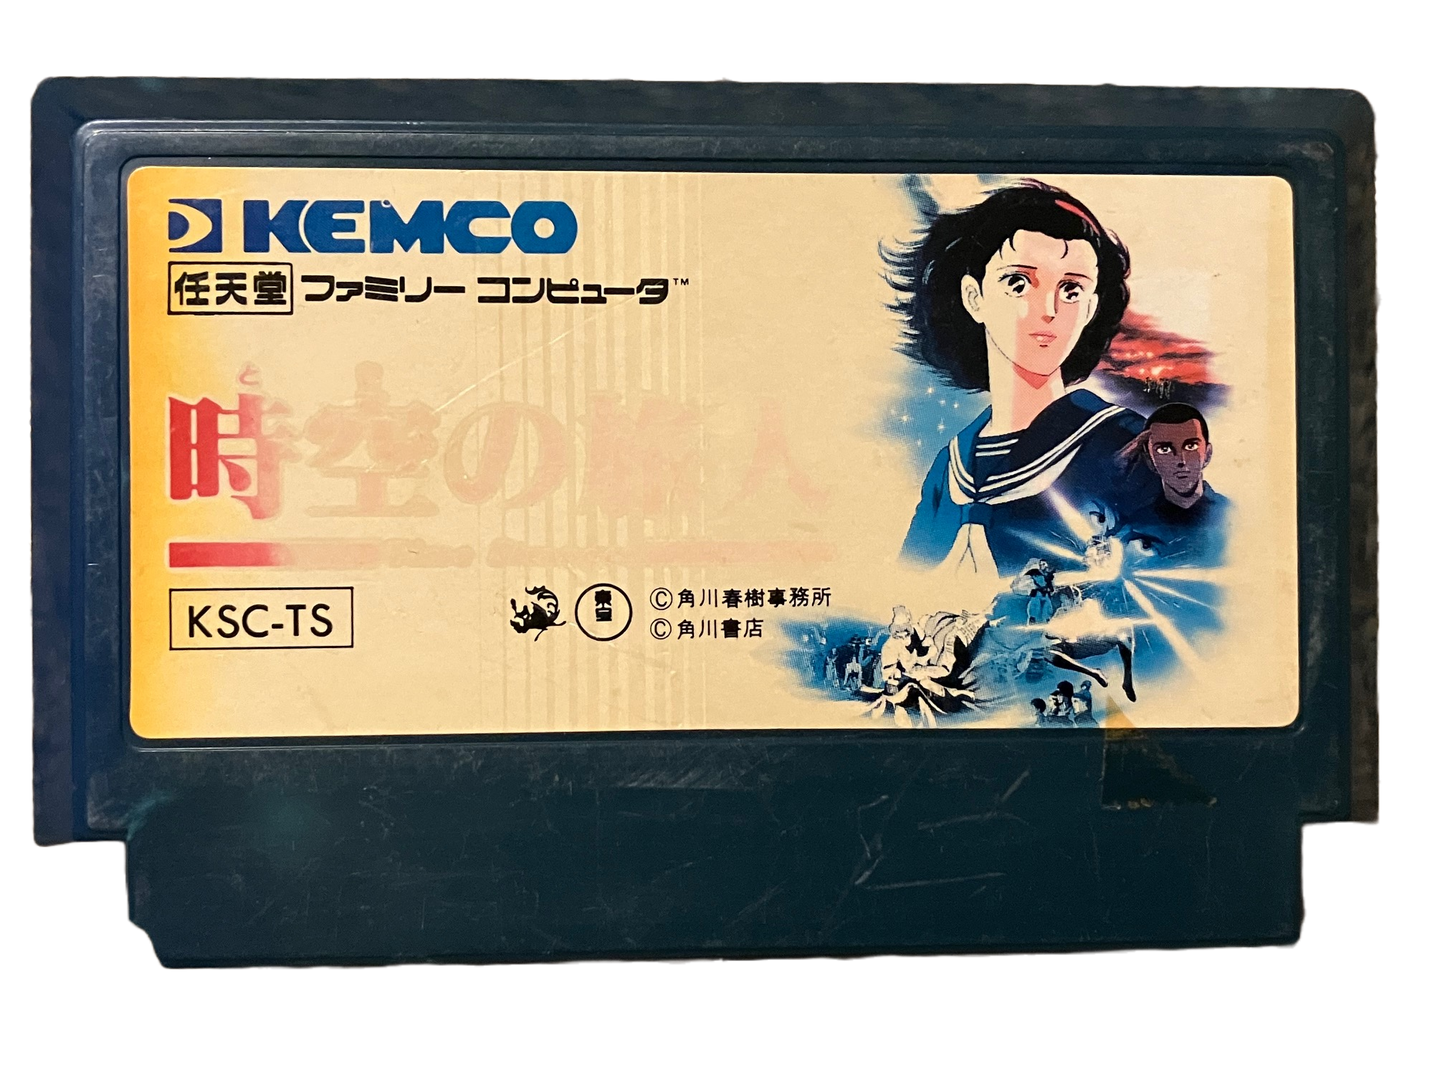 KEMCO
任天堂 ファミリーコンピュータ™
と
時空の旅人
KSC-TS
東宝
©角川春樹事務所
©角川書店